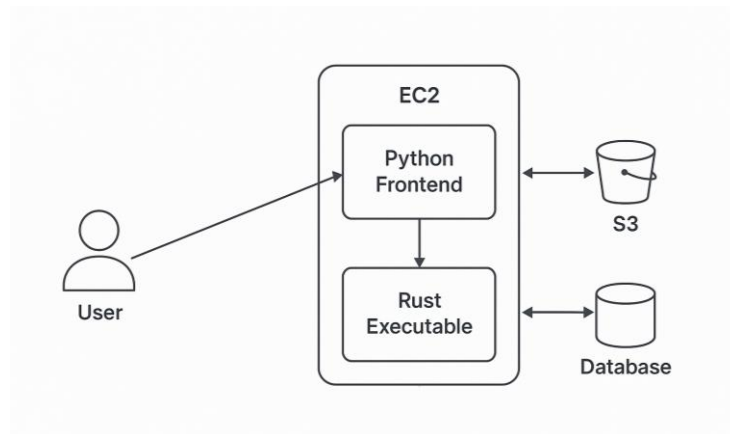 EC2
Python
Frontend
S3
User
Rust
Executable
Database